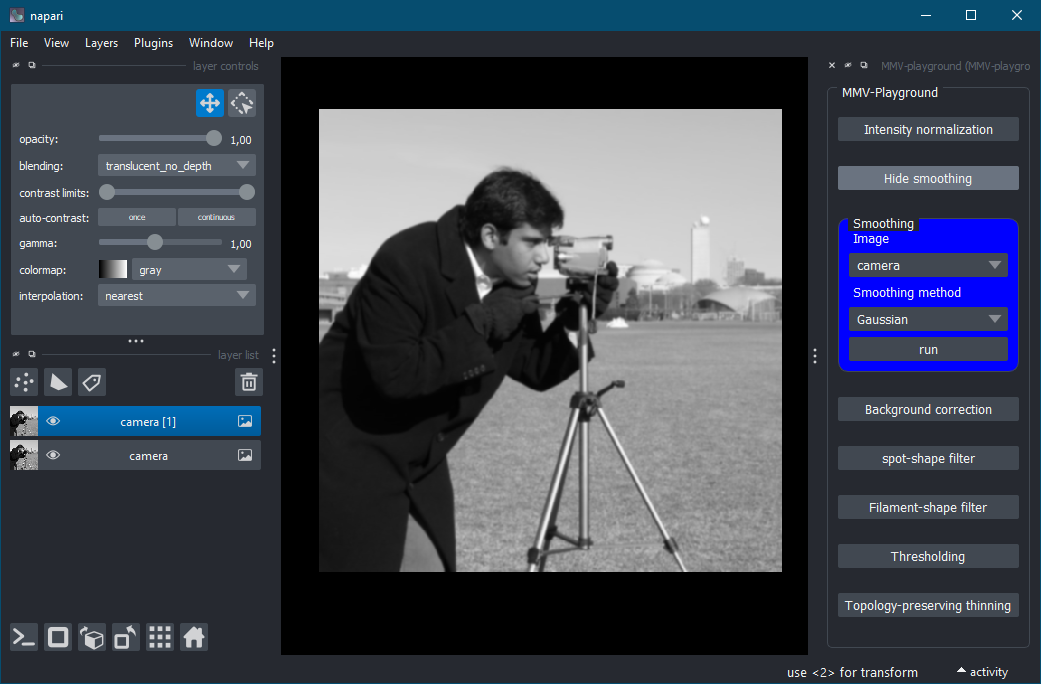 napari
File View Layers Plugins Window Help
layer controls
opacity: 1,00
blending: translucent_no_depth
contrast limits:
auto-contrast: once continuous
gamma: 1,00
colormap: gray
interpolation: nearest
layer list
camera [1]
camera
MMV-playground (MMV-playgro
MMV-Playground
Intensity normalization
Hide smoothing
Smoothing
Image
camera
Smoothing method
Gaussian
run
Background correction
spot-shape filter
Filament-shape filter
Thresholding
Topology-preserving thinning
use <2> for transform
activity